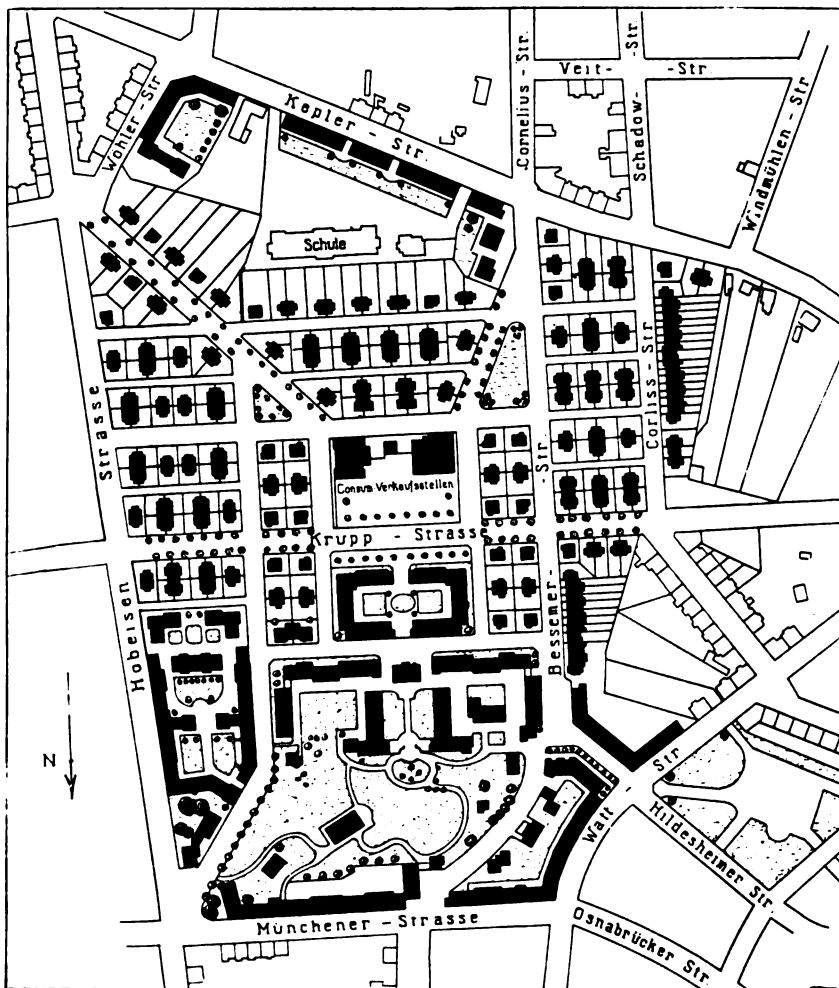 Wöhler-Str
Kepler - Str.
Cornelius - Str.
Veit- -Str.
Schadow- -Str.
Windmühlen-Str
Schule
Strasse
Corliss-Str
-Str.
Consum Verkaufsstellen
Krupp - Strasse
Hobeisen
Bessemer-
N
Watt - Str
Hildesheimer Str
Münchener-Strasse
Osnabrücker Str.